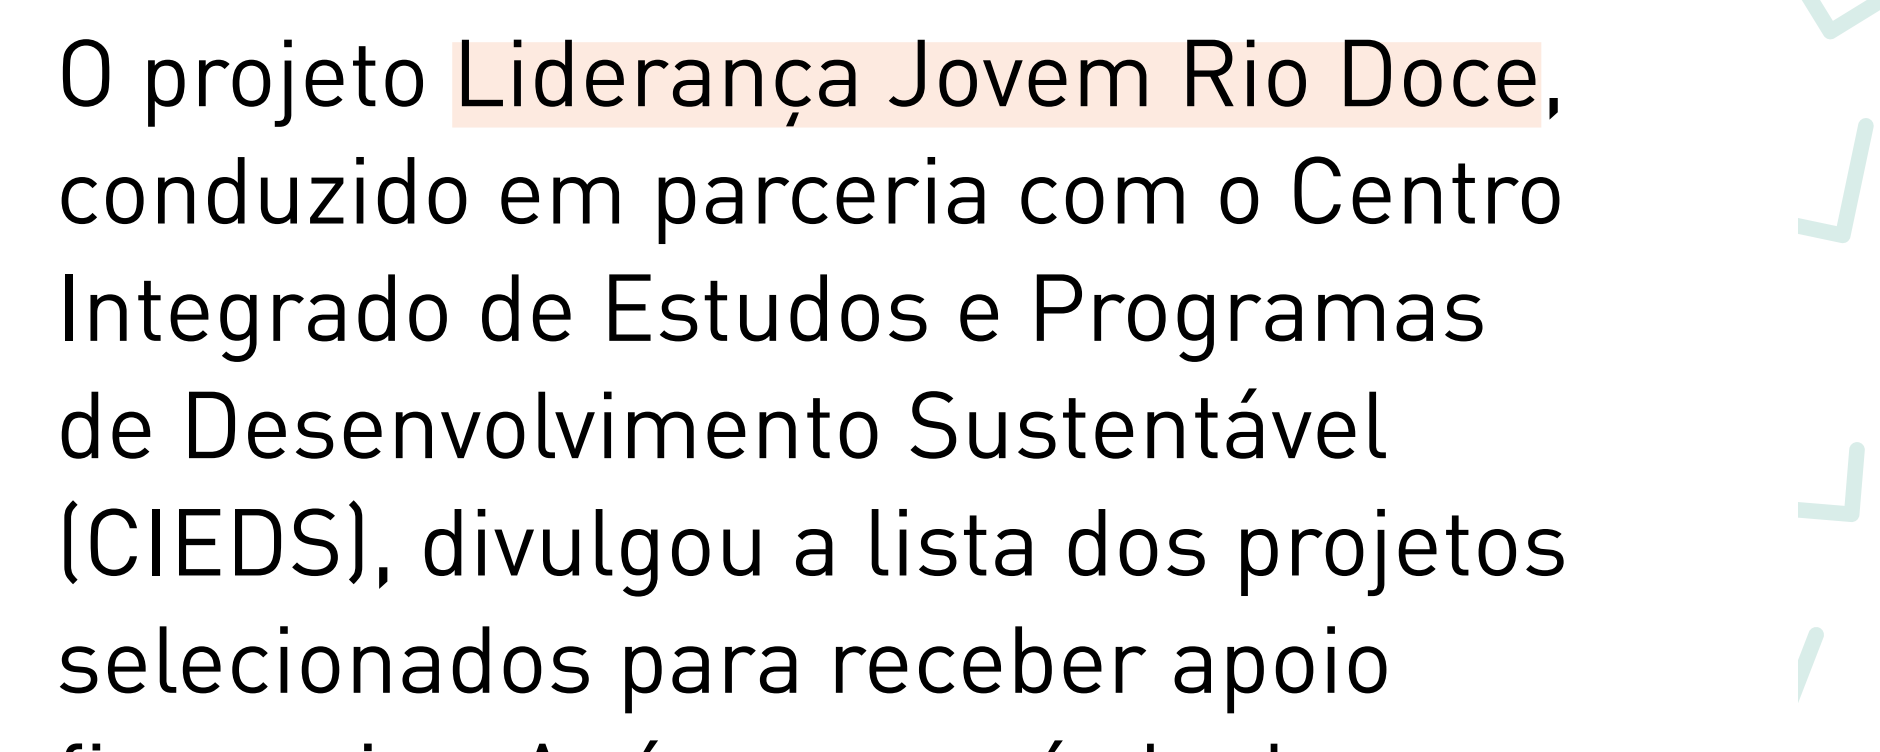 O projeto Liderança Jovem Rio Doce,
conduzido em parceria com o Centro
Integrado de Estudos e Programas
de Desenvolvimento Sustentável
(CIEDS), divulgou a lista dos projetos
selecionados para receber apoio